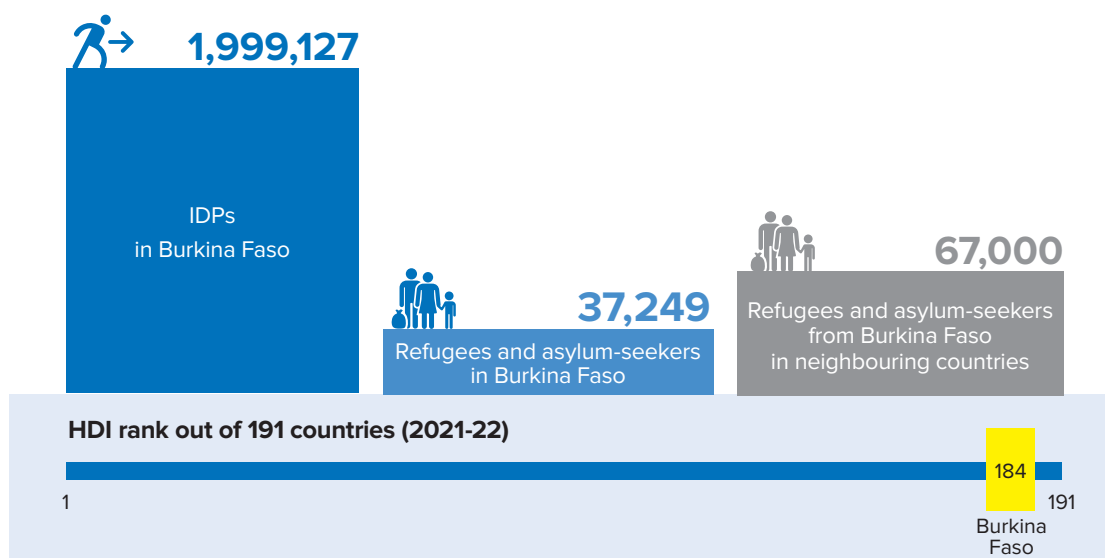 1,999,127
IDPs
in Burkina Faso
37,249
Refugees and asylum-seekers
in Burkina Faso
67,000
Refugees and asylum-seekers
from Burkina Faso
in neighbouring countries
HDI rank out of 191 countries (2021-22)
184
1
191
Burkina
Faso